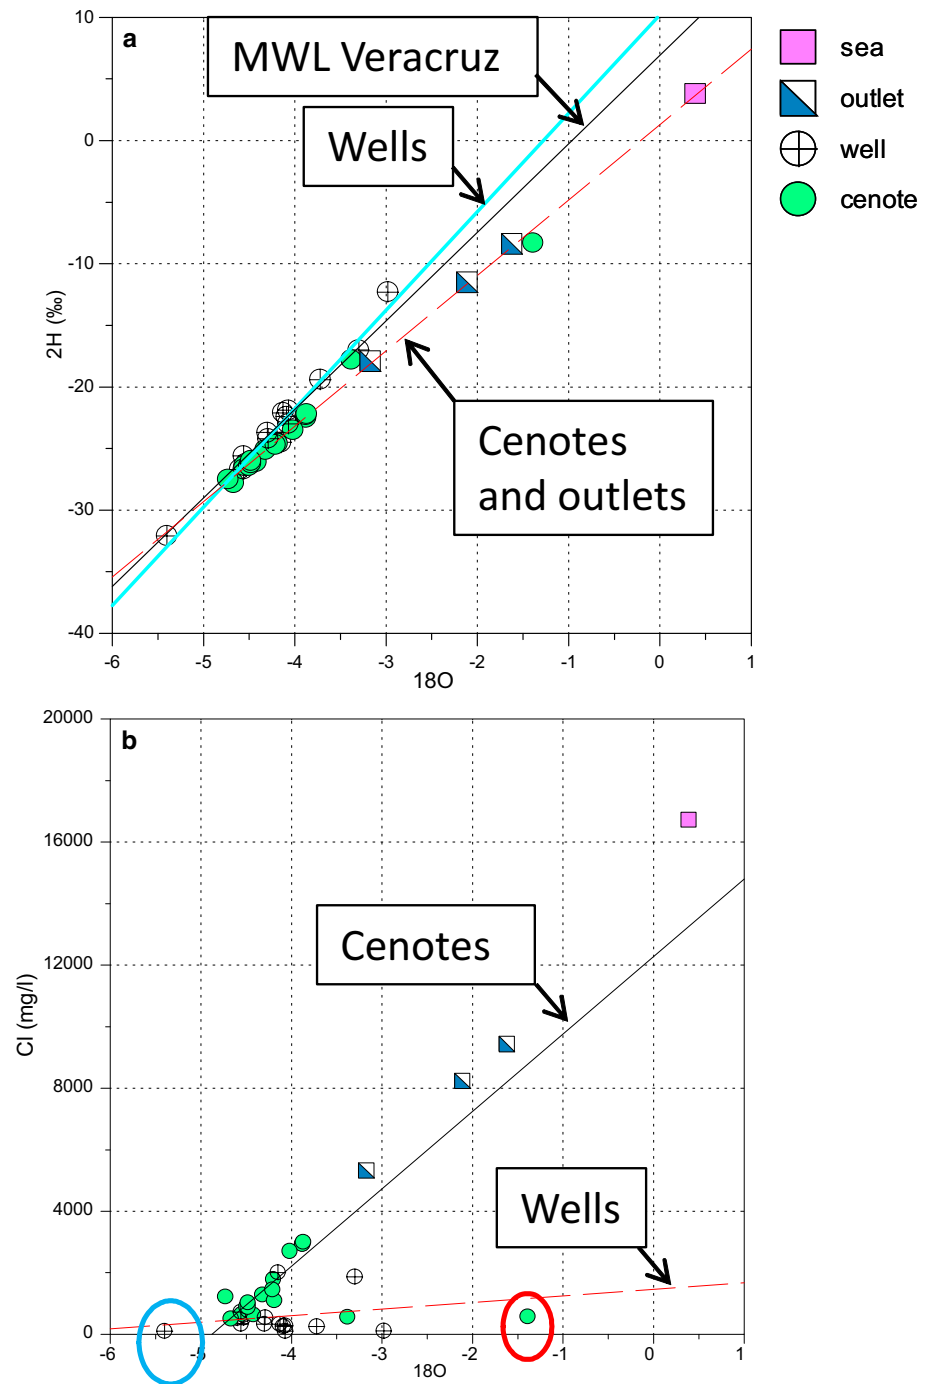 a
MWL Veracruz
Wells
Cenotes
and outlets
sea
outlet
well
cenote
10
0
-10
-20
-30
-40
2H (‰)
-6 -5 -4 -3 -2 -1 0 1
18O
b
Cenotes
Wells
20000
16000
12000
8000
4000
0
Cl (mg/l)
-6 -5 -4 -3 -2 -1 0 1
18O